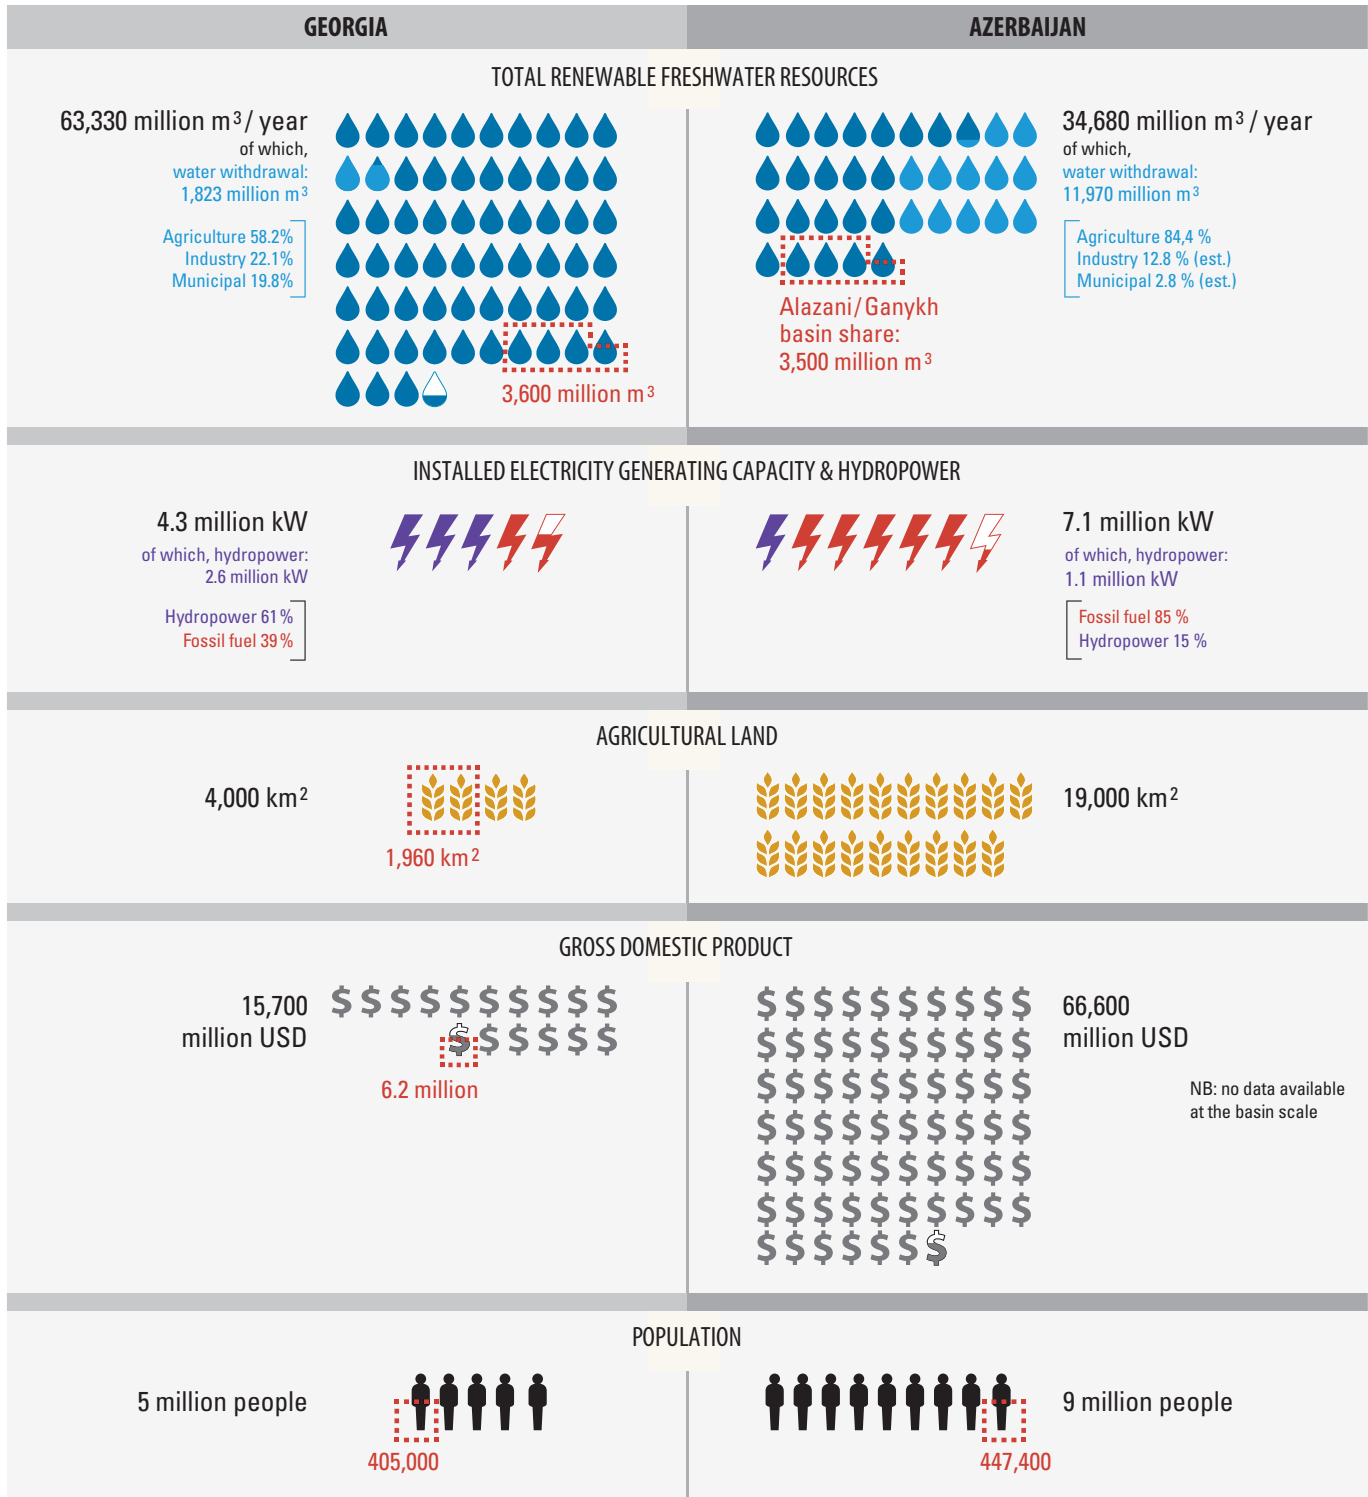 GEORGIA
AZERBAIJAN
TOTAL RENEWABLE FRESHWATER RESOURCES
63,330 million m³ / year
of which,
water withdrawal:
1,823 million m³
Agriculture 58.2%
Industry 22.1%
Municipal 19.8%
3,600 million m³
34,680 million m³ / year
of which,
water withdrawal:
11,970 million m³
Agriculture 84,4 %
Industry 12.8 % (est.)
Municipal 2.8 % (est.)
Alazani/Ganykh
basin share:
3,500 million m³
INSTALLED ELECTRICITY GENERATING CAPACITY & HYDROPOWER
4.3 million kW
of which, hydropower:
2.6 million kW
Hydropower 61 %
Fossil fuel 39 %
7.1 million kW
of which, hydropower:
1.1 million kW
Fossil fuel 85 %
Hydropower 15 %
AGRICULTURAL LAND
4,000 km²
1,960 km²
19,000 km²
GROSS DOMESTIC PRODUCT
15,700
million USD
6.2 million
66,600
million USD
NB: no data available
at the basin scale
POPULATION
5 million people
405,000
9 million people
447,400